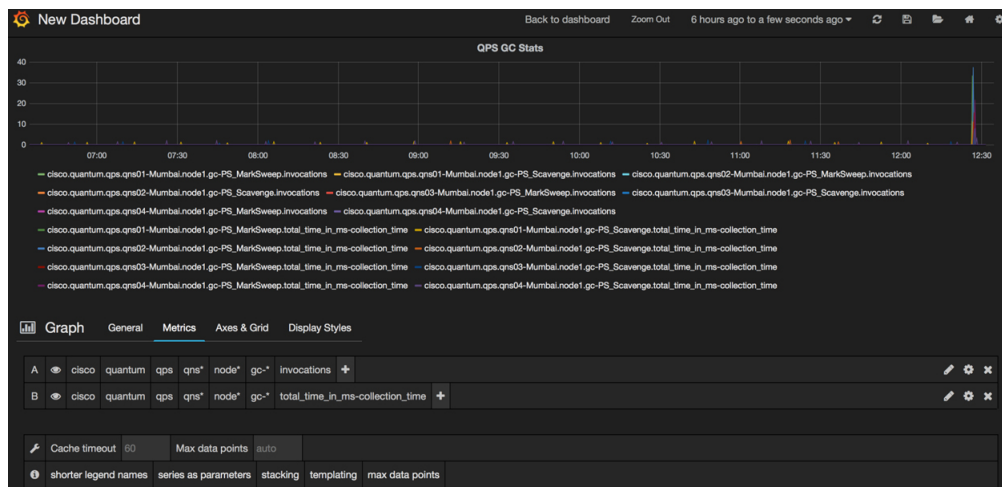 New Dashboard Back to dashboard Zoom Out 6 hours ago to a few seconds ago
QPS GC Stats
40
30
20
10
0
07:00 07:30 08:00 08:30 09:00 09:30 10:00 10:30 11:00 11:30 12:00 12:30
cisco.quantum.qps.qns01-Mumbai.node1.gc-PS_MarkSweep.invocations cisco.quantum.qps.qns01-Mumbai.node1.gc-PS_Scavenge.invocations cisco.quantum.qps.qns02-Mumbai.node1.gc-PS_MarkSweep.invocations
cisco.quantum.qps.qns02-Mumbai.node1.gc-PS_Scavenge.invocations cisco.quantum.qps.qns03-Mumbai.node1.gc-PS_MarkSweep.invocations cisco.quantum.qps.qns03-Mumbai.node1.gc-PS_Scavenge.invocations
cisco.quantum.qps.qns04-Mumbai.node1.gc-PS_MarkSweep.invocations cisco.quantum.qps.qns04-Mumbai.node1.gc-PS_Scavenge.invocations
cisco.quantum.qps.qns01-Mumbai.node1.gc-PS_MarkSweep.total_time_in_ms-collection_time cisco.quantum.qps.qns01-Mumbai.node1.gc-PS_Scavenge.total_time_in_ms-collection_time
cisco.quantum.qps.qns02-Mumbai.node1.gc-PS_MarkSweep.total_time_in_ms-collection_time cisco.quantum.qps.qns02-Mumbai.node1.gc-PS_Scavenge.total_time_in_ms-collection_time
cisco.quantum.qps.qns03-Mumbai.node1.gc-PS_MarkSweep.total_time_in_ms-collection_time cisco.quantum.qps.qns03-Mumbai.node1.gc-PS_Scavenge.total_time_in_ms-collection_time
cisco.quantum.qps.qns04-Mumbai.node1.gc-PS_MarkSweep.total_time_in_ms-collection_time cisco.quantum.qps.qns04-Mumbai.node1.gc-PS_Scavenge.total_time_in_ms-collection_time
Graph General Metrics Axes & Grid Display Styles
A cisco quantum qps qns* node* gc-* invocations +
B cisco quantum qps qns* node* gc-* total_time_in_ms-collection_time +
Cache timeout 60 Max data points auto
shorter legend names series as parameters stacking templating max data points